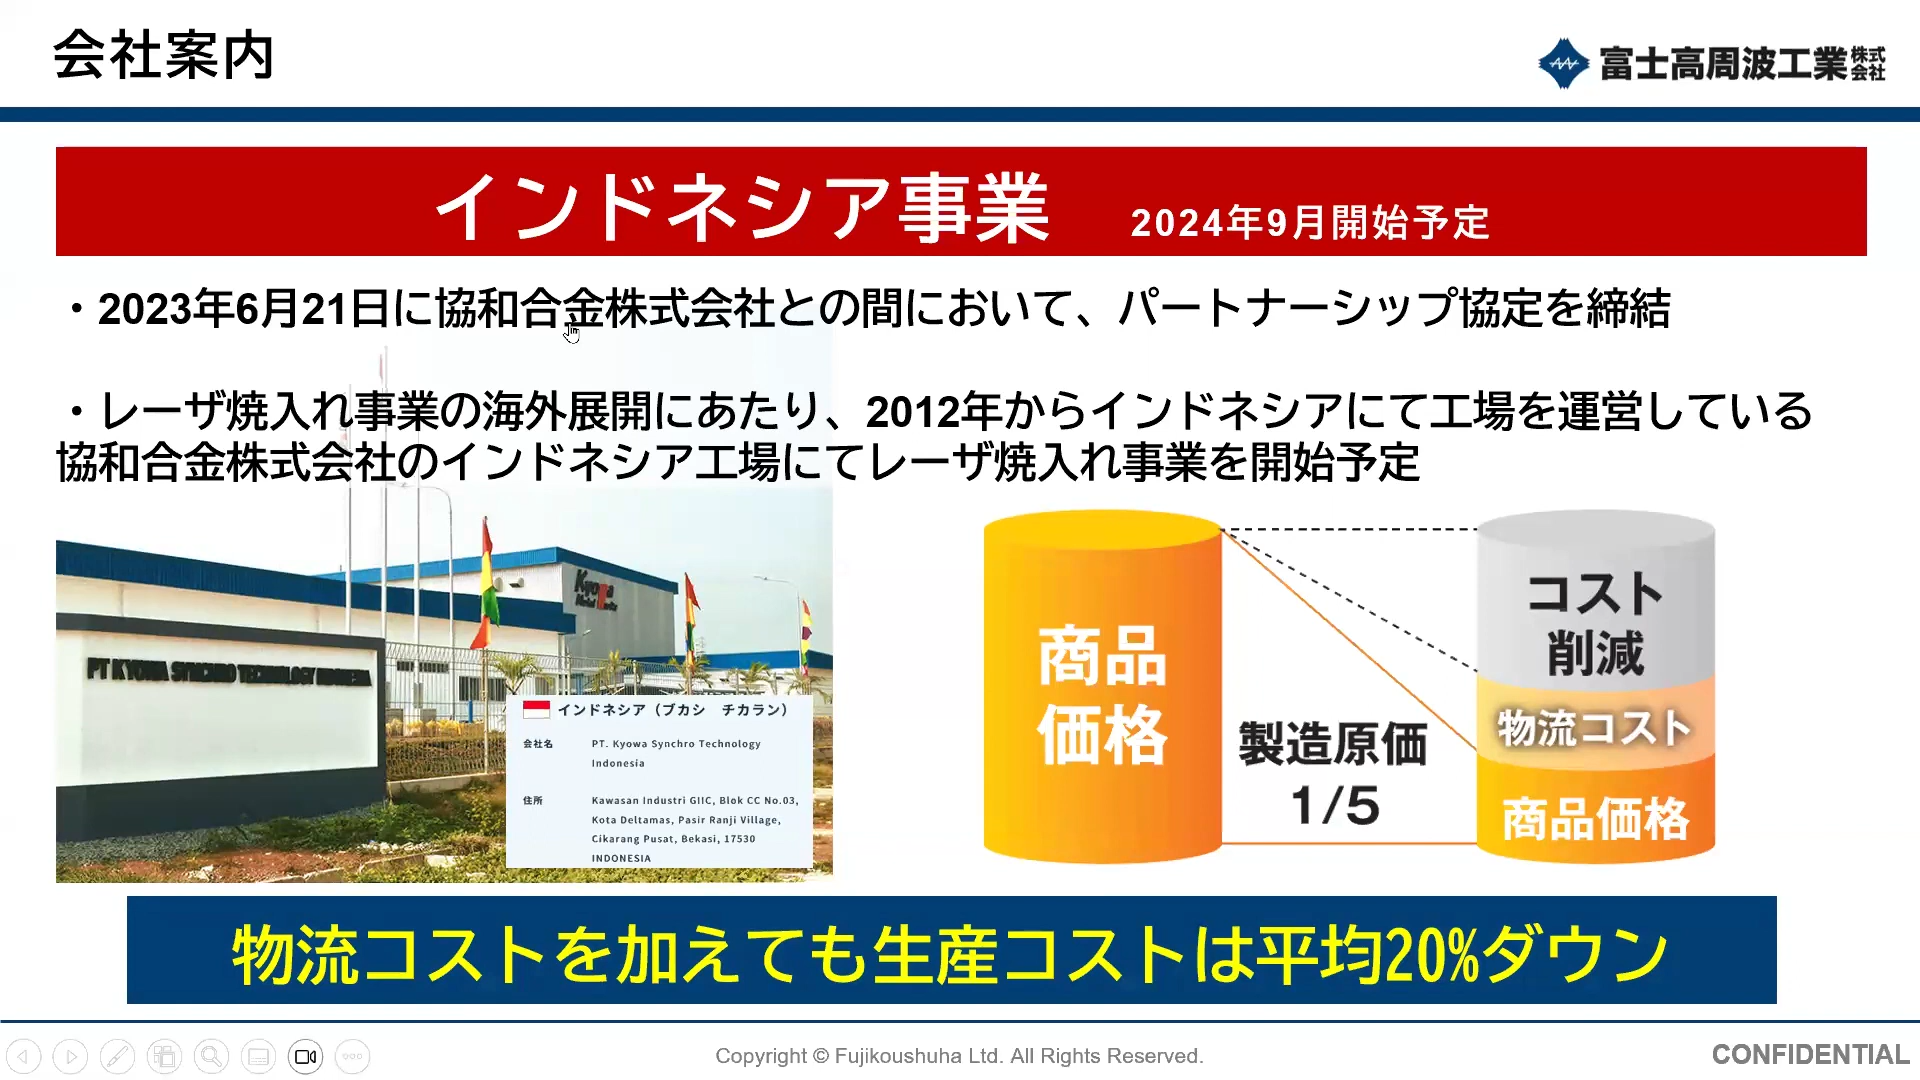 会社案内
富士高周波工業株式会社
インドネシア事業 2024年9月開始予定
・2023年6月21日に協和合金株式会社との間において、パートナーシップ協定を締結
・レーザ焼入れ事業の海外展開にあたり、2012年からインドネシアにて工場を運営している
協和合金株式会社のインドネシア工場にてレーザ焼入れ事業を開始予定
Kyowa
PT KYOWA SYNCHRO TECHNOLOGY INDONESIA
インドネシア（ブカシ チカラン）
会社名 PT. Kyowa Synchro Technology
Indonesia
住所 Kawasan Industri GIIC, Blok CC No.03,
Kota Deltamas, Pasir Ranji Village,
Cikarang Pusat, Bekasi, 17530
INDONESIA
商品
価格
製造原価
1/5
コスト
削減
物流コスト
商品価格
物流コストを加えても生産コストは平均20%ダウン
Copyright © Fujikoushuha Ltd. All Rights Reserved.
CONFIDENTIAL